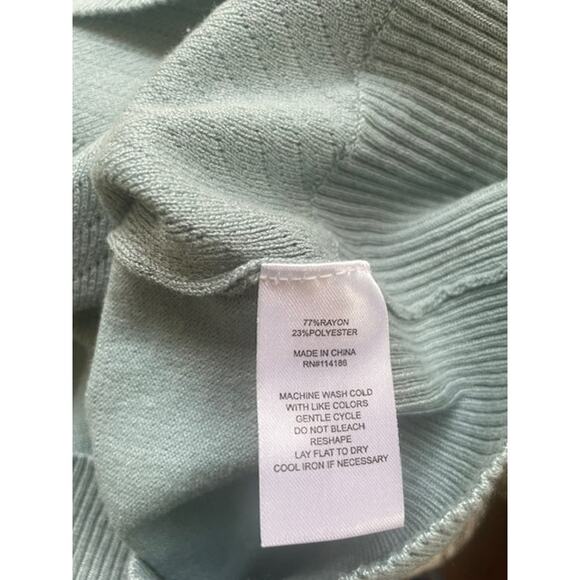 77%RAYON
23%POLYESTER
MADE IN CHINA
RN#114186
MACHINE WASH COLD
WITH LIKE COLORS
GENTLE CYCLE
DO NOT BLEACH
RESHAPE
LAY FLAT TO DRY
COOL IRON IF NECESSARY